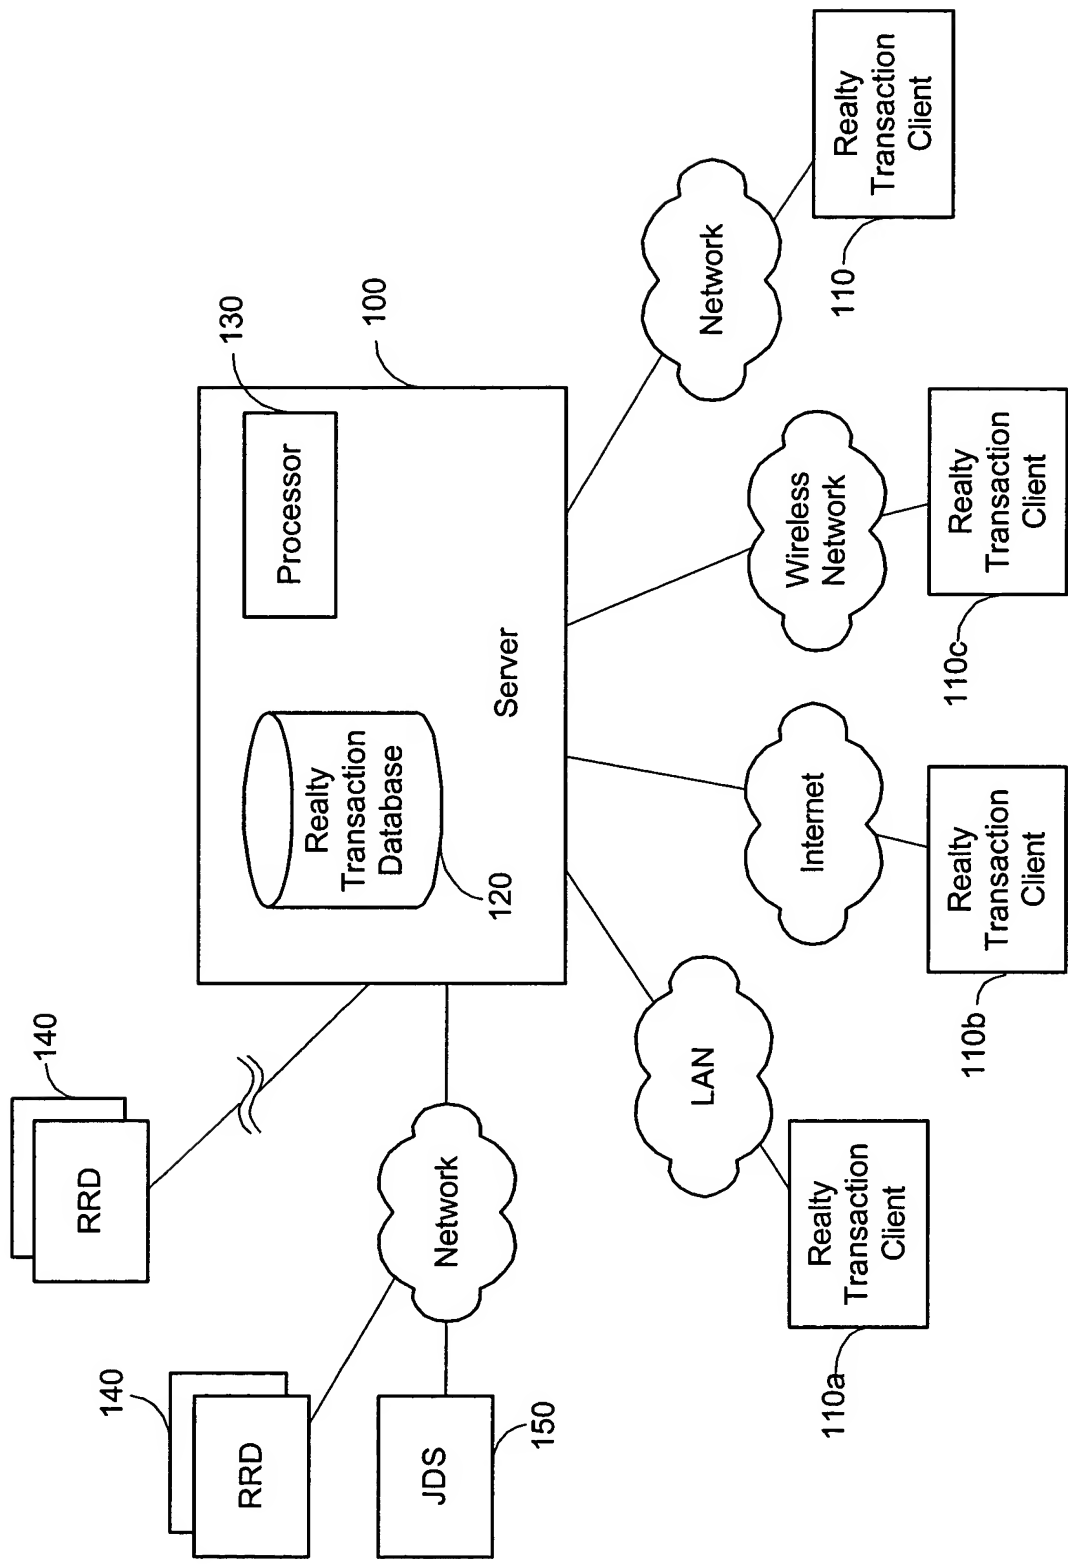 140
RRD
140
RRD
JDS
150
Network
130
100
Processor
Realty
Transaction
Database
120
Server
LAN
Internet
Wireless
Network
Network
Realty
Transaction
Client
110a
Realty
Transaction
Client
110b
Realty
Transaction
Client
110c
Realty
Transaction
Client
110